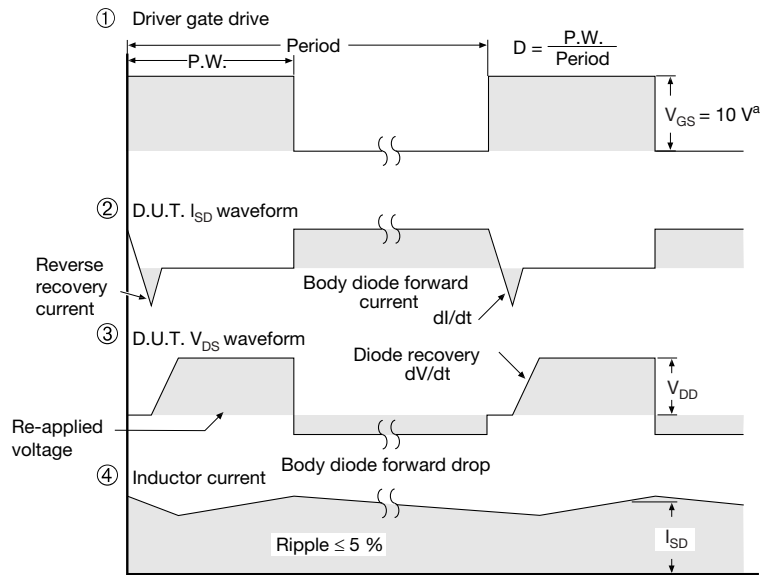 ① Driver gate drive
Period
P.W.
D = P.W. / Period
V_GS = 10 V^a
② D.U.T. I_SD waveform
Reverse
recovery
current
Body diode forward
current
dI/dt
③ D.U.T. V_DS waveform
Diode recovery
dV/dt
V_DD
Re-applied
voltage
Body diode forward drop
④ Inductor current
Ripple ≤ 5 %
I_SD